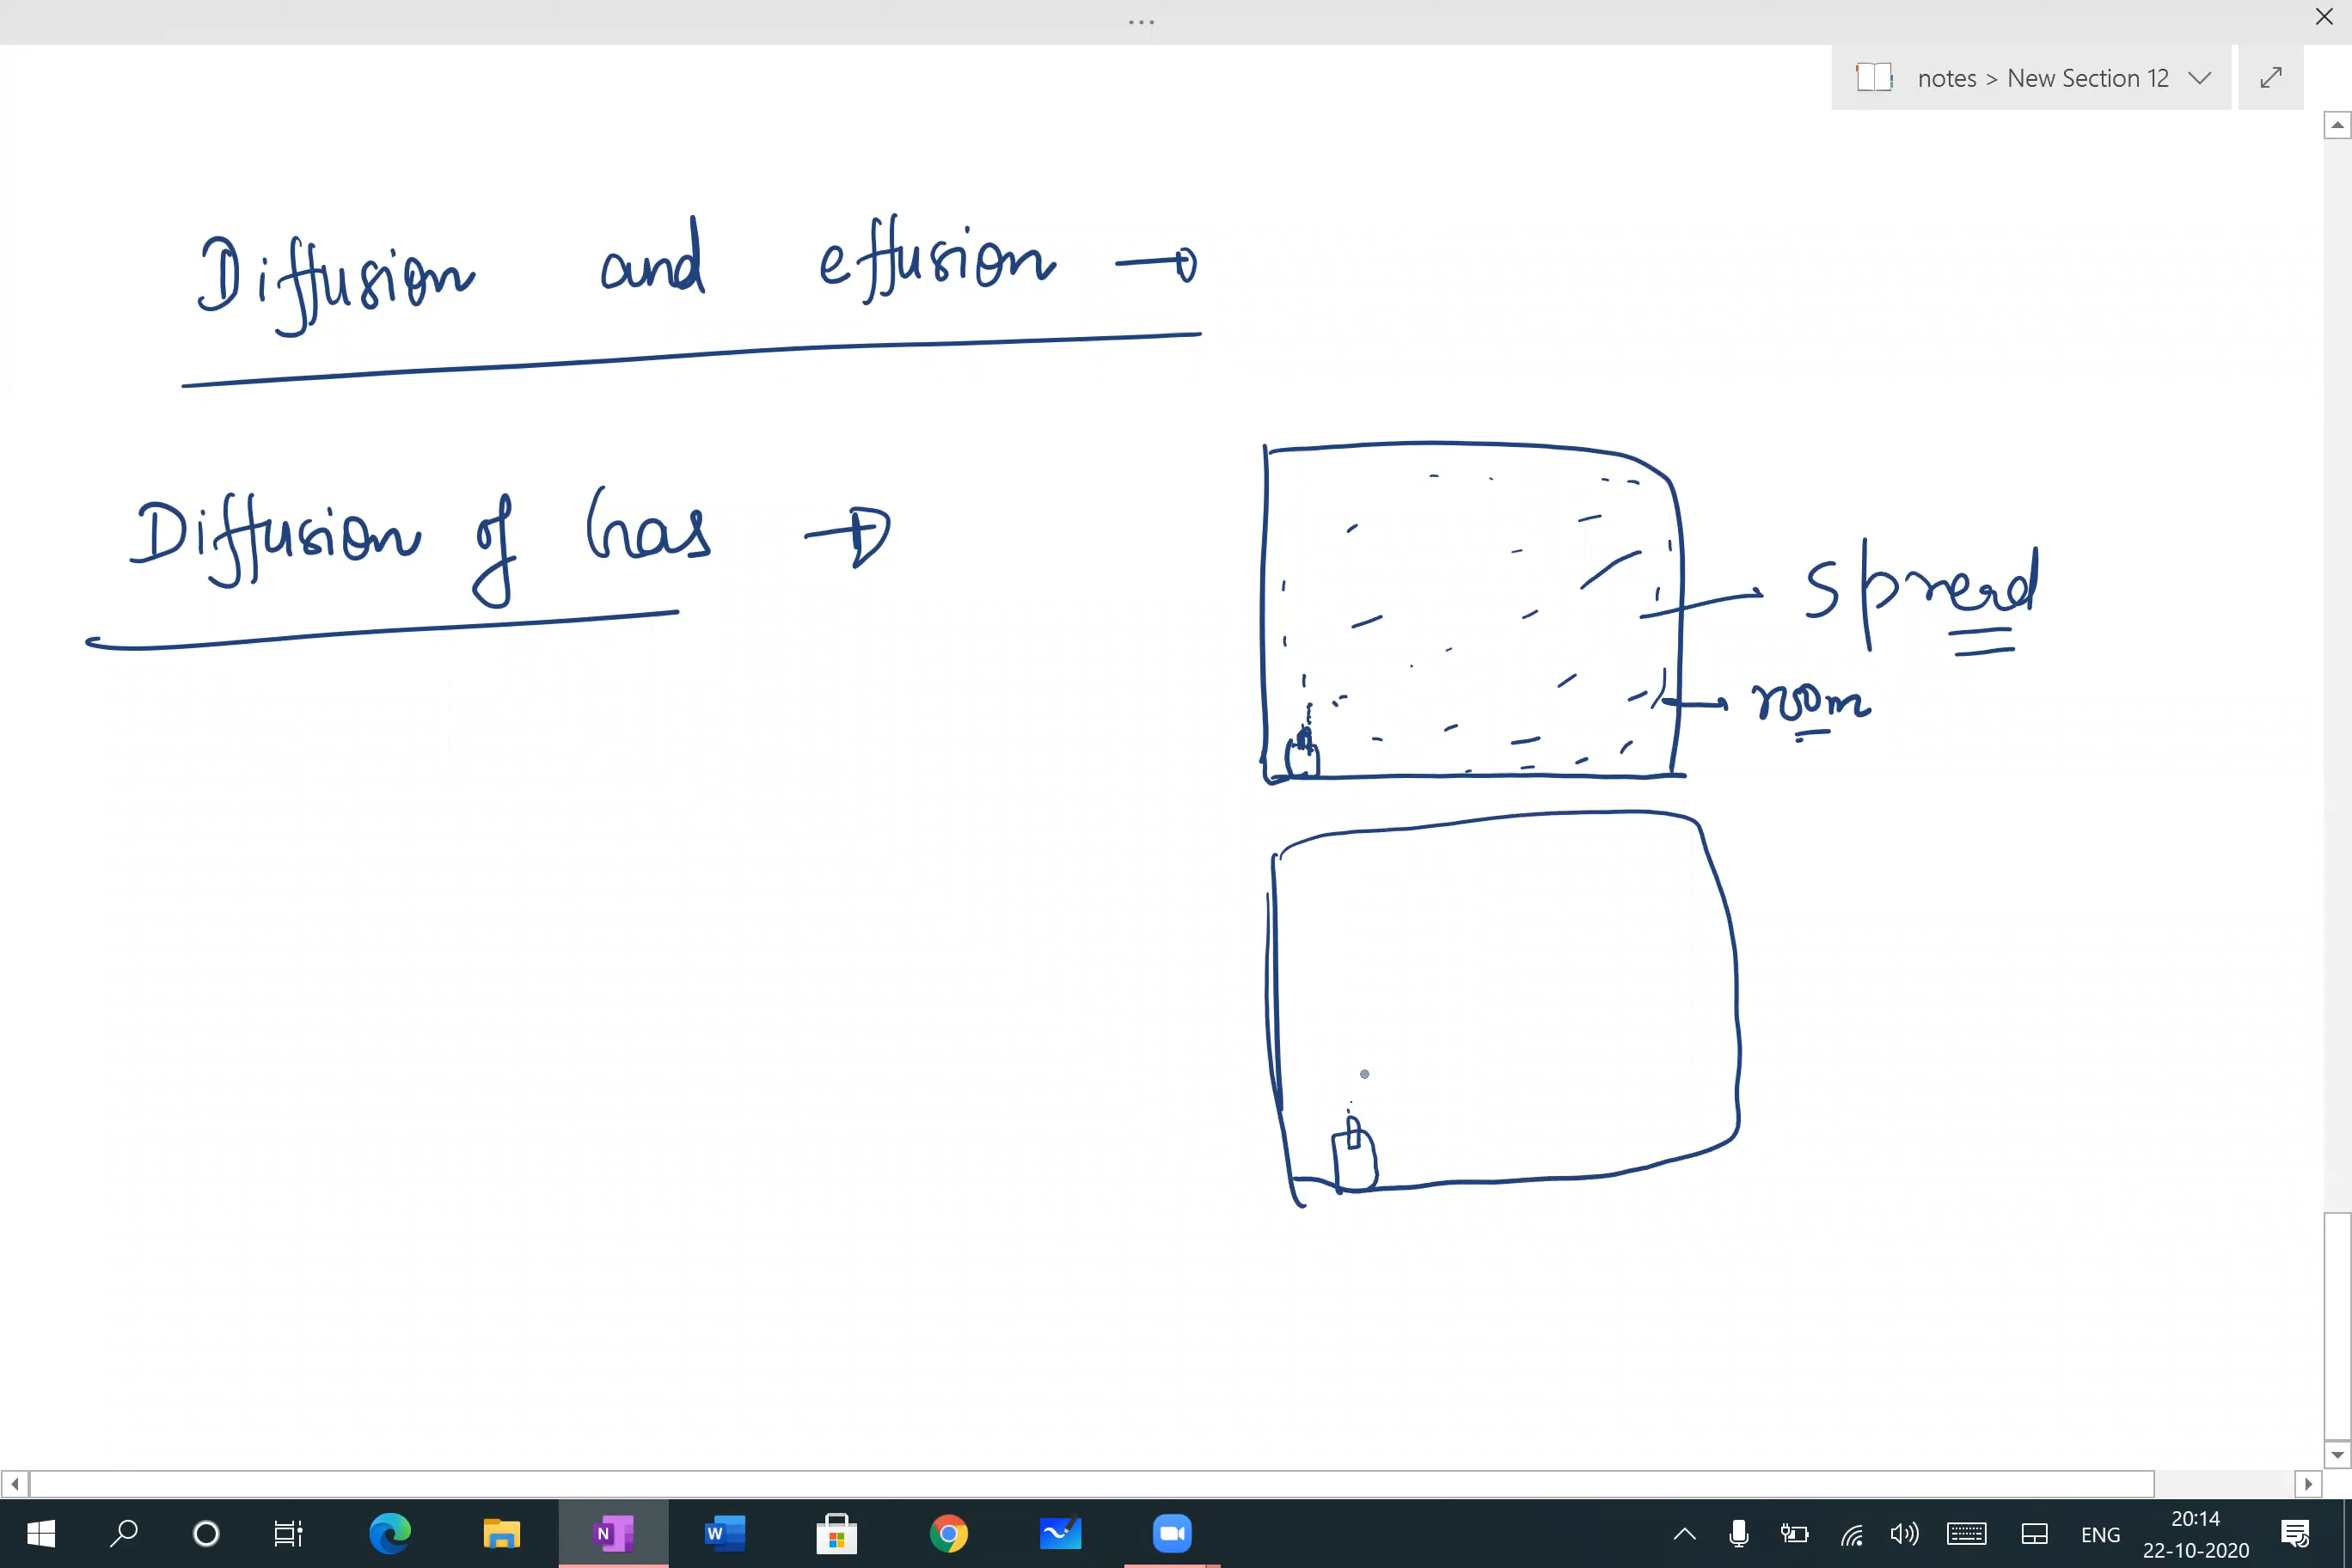 notes > New Section 12
Diffusion and effusion →
Diffusion of Gas →
Spread
room
ENG
20:14
22-10-2020